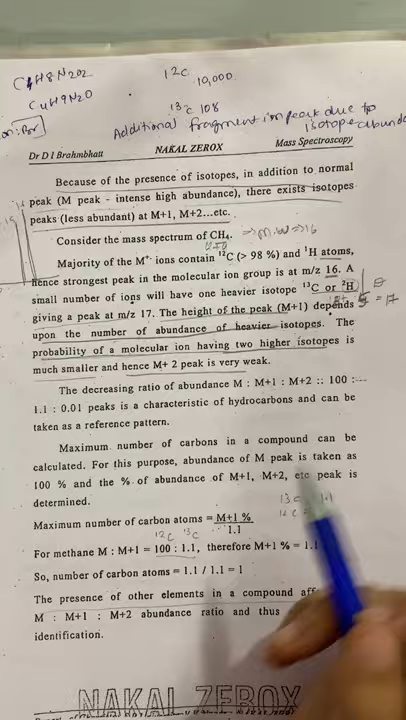 C4H8N2O2
12C
10,000
C4H9N2O
13C 108
Additional fragment ion peak due to
isotope abunda
Dr D I Brahmbhatt NAKAL ZEROX Mass Spectroscopy
Because of the presence of isotopes, in addition to normal
peak (M peak - intense high abundance), there exists isotopes
peaks (less abundant) at M+1, M+2...etc.
Consider the mass spectrum of CH4. ⇒ M.W ⇒ 16
Majority of the M+· ions contain 12C (> 98 %) and 1H atoms,
hence strongest peak in the molecular ion group is at m/z 16. A
small number of ions will have one heavier isotope 13C or 2H)
giving a peak at m/z 17. The height of the peak (M+1) depends
= 17
upon the number of abundance of heavier isotopes. The
probability of a molecular ion having two higher isotopes is
much smaller and hence M+ 2 peak is very weak.
The decreasing ratio of abundance M : M+1 : M+2 :: 100 :
1.1 : 0.01 peaks is a characteristic of hydrocarbons and can be
taken as a reference pattern.
Maximum number of carbons in a compound can be
calculated. For this purpose, abundance of M peak is taken as
100 % and the % of abundance of M+1, M+2, etc peak is
determined.
13C 1.1
12C
Maximum number of carbon atoms = M+1 %
1.1
12C 13C
For methane M : M+1 = 100 : 1.1, therefore M+1 % = 1.1
So, number of carbon atoms = 1.1 / 1.1 = 1
The presence of other elements in a compound aff
M : M+1 : M+2 abundance ratio and thus
identification.
NAKAL ZEROX